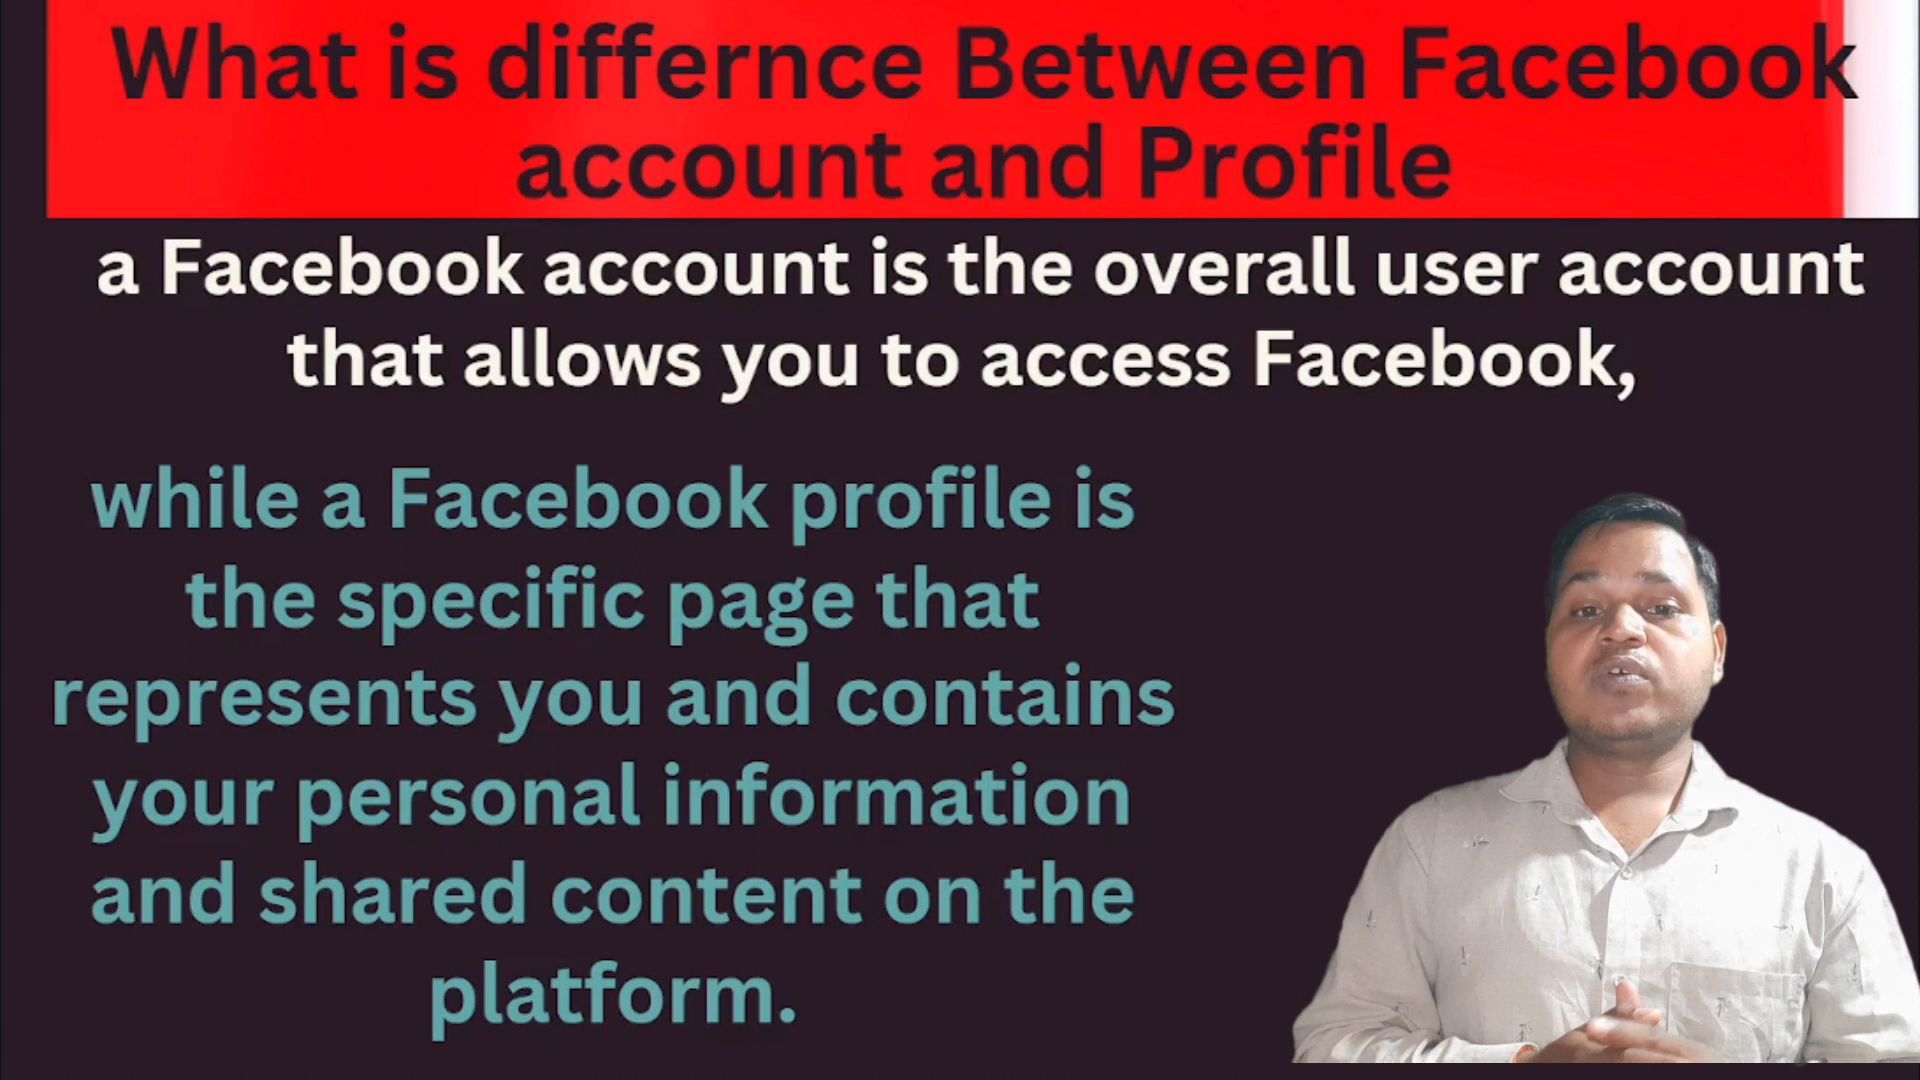 What is differnce Between Facebook
account and Profile
a Facebook account is the overall user account
that allows you to access Facebook,
while a Facebook profile is
the specific page that
represents you and contains
your personal information
and shared content on the
platform.